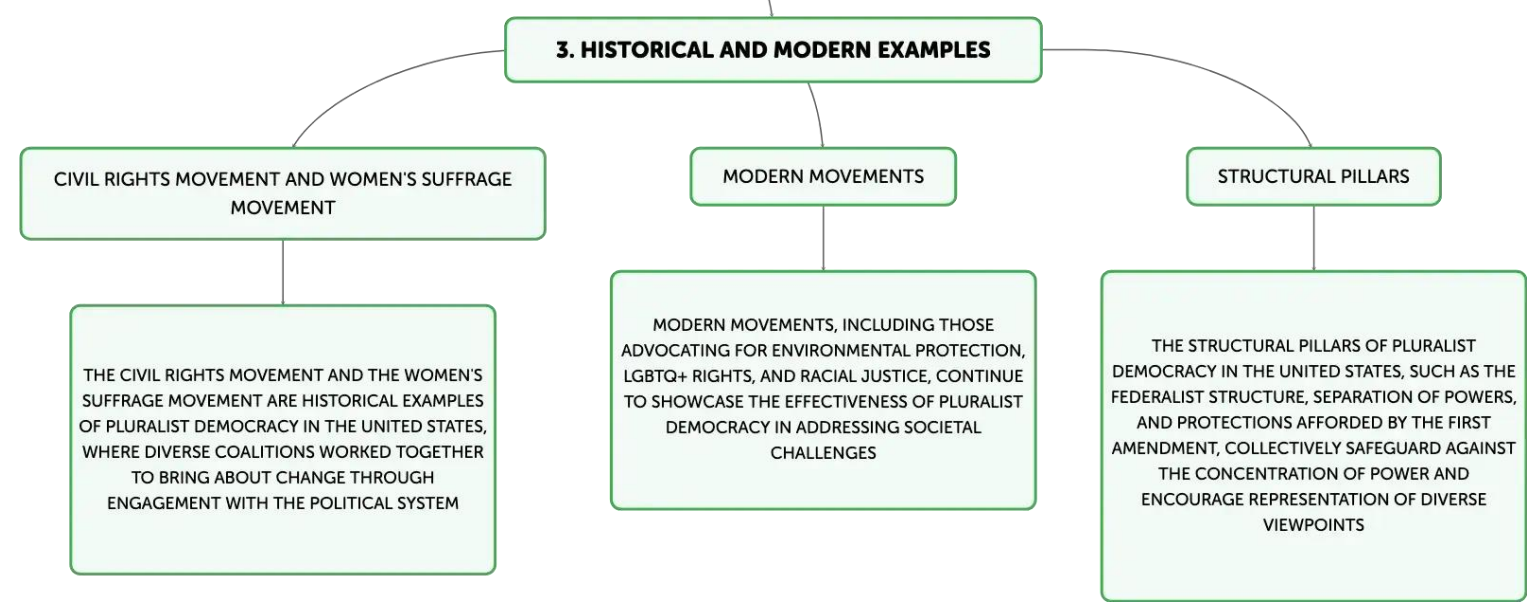 3. HISTORICAL AND MODERN EXAMPLES
CIVIL RIGHTS MOVEMENT AND WOMEN'S SUFFRAGE
MOVEMENT
THE CIVIL RIGHTS MOVEMENT AND THE WOMEN'S
SUFFRAGE MOVEMENT ARE HISTORICAL EXAMPLES
OF PLURALIST DEMOCRACY IN THE UNITED STATES,
WHERE DIVERSE COALITIONS WORKED TOGETHER
TO BRING ABOUT CHANGE THROUGH
ENGAGEMENT WITH THE POLITICAL SYSTEM
MODERN MOVEMENTS
MODERN MOVEMENTS, INCLUDING THOSE
ADVOCATING FOR ENVIRONMENTAL PROTECTION,
LGBTQ+ RIGHTS, AND RACIAL JUSTICE, CONTINUE
TO SHOWCASE THE EFFECTIVENESS OF PLURALIST
DEMOCRACY IN ADDRESSING SOCIETAL
CHALLENGES
STRUCTURAL PILLARS
THE STRUCTURAL PILLARS OF PLURALIST
DEMOCRACY IN THE UNITED STATES, SUCH AS THE
FEDERALIST STRUCTURE, SEPARATION OF POWERS,
AND PROTECTIONS AFFORDED BY THE FIRST
AMENDMENT, COLLECTIVELY SAFEGUARD AGAINST
THE CONCENTRATION OF POWER AND
ENCOURAGE REPRESENTATION OF DIVERSE
VIEWPOINTS